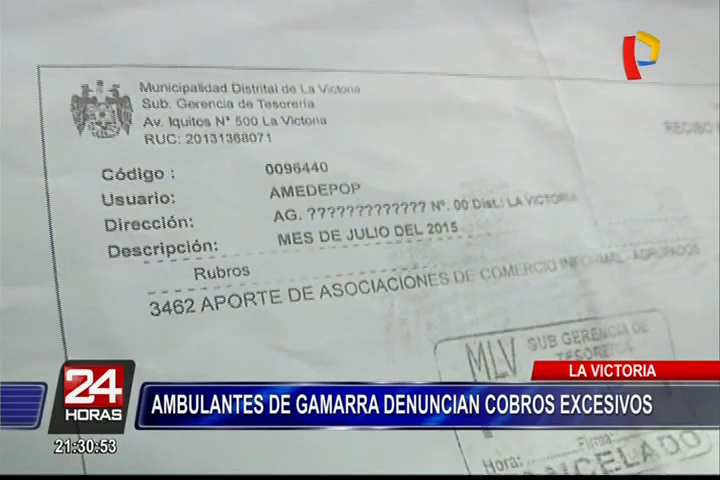 Municipalidad Distrital de La Victoria
Sub. Gerencia de Tesorería
Av. Iquitos N° 500 La Victoria
RUC: 20131368071
RECIBO
Código : 0096440
Usuario: AMEDEPOP
Dirección: AG. ????????????? N°. 00 Dist.: LA VICTORIA
Descripción: MES DE JULIO DEL 2015
Rubros
3462 APORTE DE ASOCIACIONES DE COMERCIO INFORMAL - AGRUPADOS
MLV SUB GERENCIA DE
TESORERIA
Firma:
Hora:
CANCELADO
LA VICTORIA
24
HORAS
AMBULANTES DE GAMARRA DENUNCIAN COBROS EXCESIVOS
21:30:53